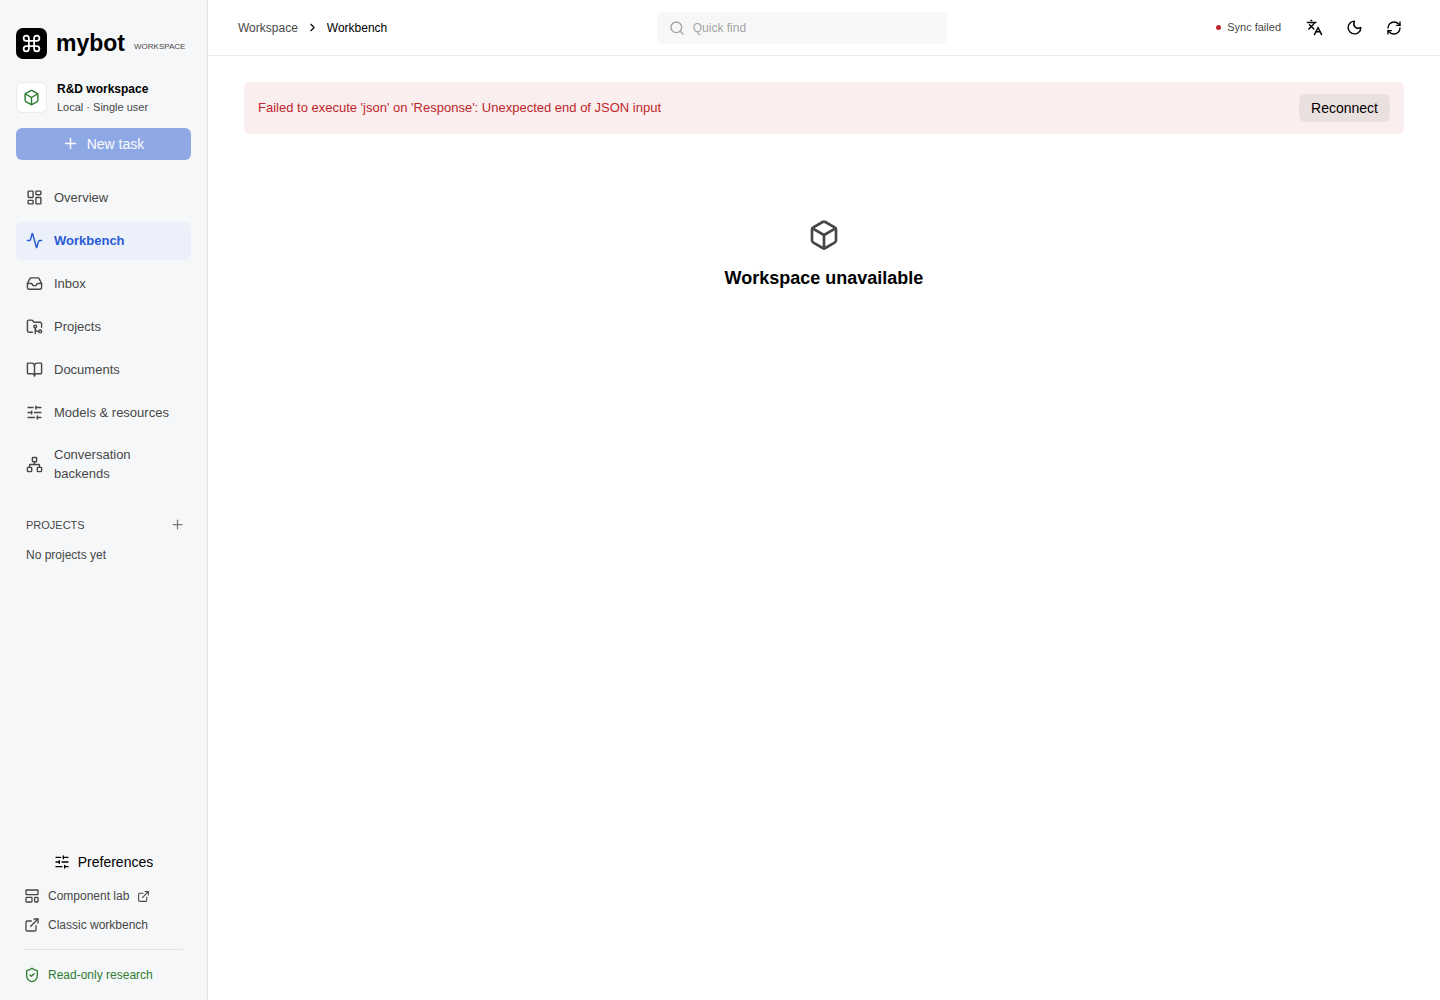 mybot WORKSPACE
R&D workspace
Local · Single user
New task
Overview
Workbench
Inbox
Projects
Documents
Models & resources
Conversation
backends
PROJECTS
No projects yet
Preferences
Component lab
Classic workbench
Read-only research
Workspace
Workbench
Quick find
Sync failed
Failed to execute 'json' on 'Response': Unexpected end of JSON input
Reconnect
Workspace unavailable